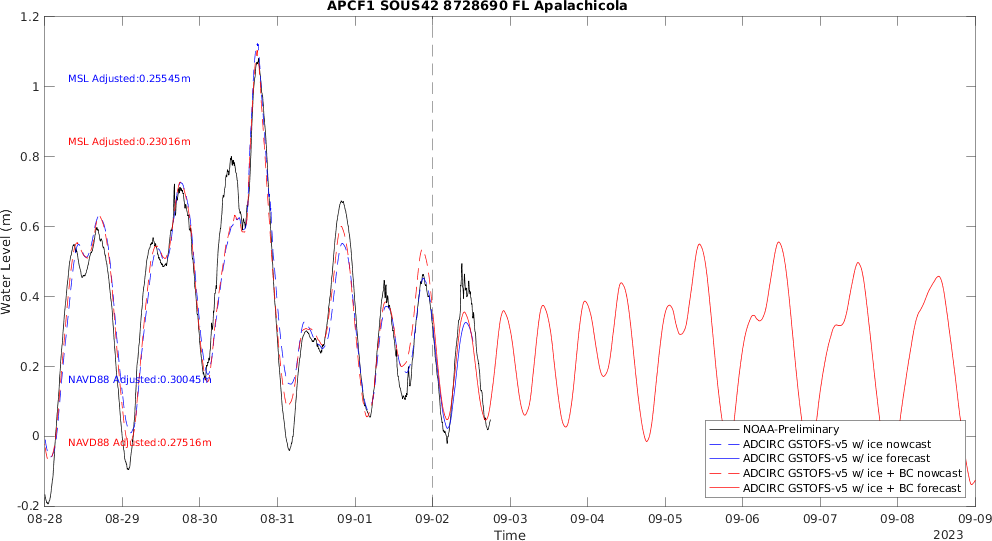 APCF1 SOUS42 8728690 FL Apalachicola
1.2
1
0.8
0.6
0.4
0.2
0
-0.2
Water Level (m)
MSL Adjusted:0.25545m
MSL Adjusted:0.23016m
NAVD88 Adjusted:0.30045m
NAVD88 Adjusted:0.27516m
NOAA-Preliminary
ADCIRC GSTOFS-v5 w/ ice nowcast
ADCIRC GSTOFS-v5 w/ ice forecast
ADCIRC GSTOFS-v5 w/ ice + BC nowcast
ADCIRC GSTOFS-v5 w/ ice + BC forecast
08-28 08-29 08-30 08-31 09-01 09-02 09-03 09-04 09-05 09-06 09-07 09-08 09-09
Time
2023